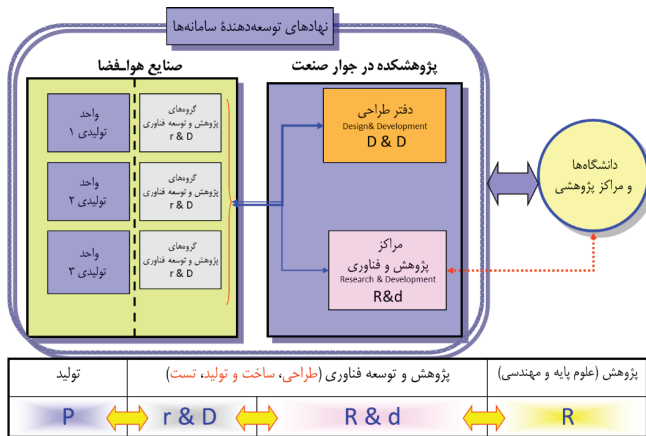 نهادهای توسعه‌دهندهٔ سامانه‌ها
صنایع هواـفضا
پژوهشکده در جوار صنعت
واحد
تولیدی ۱
گروه‌های
پژوهش و توسعه فناوری
r & D
واحد
تولیدی ۲
گروه‌های
پژوهش و توسعه فناوری
r & D
واحد
تولیدی ۳
گروه‌های
پژوهش و توسعه فناوری
r & D
دفتر طراحی
Design& Development
D & D
مراکز
پژوهش و فناوری
Research & Development
R&d
دانشگاه‌ها
و مراکز پژوهشی
پژوهش (علوم پایه و مهندسی)
پژوهش و توسعه فناوری (طراحی، ساخت و تولید، تست)
تولید
P
r & D
R & d
R